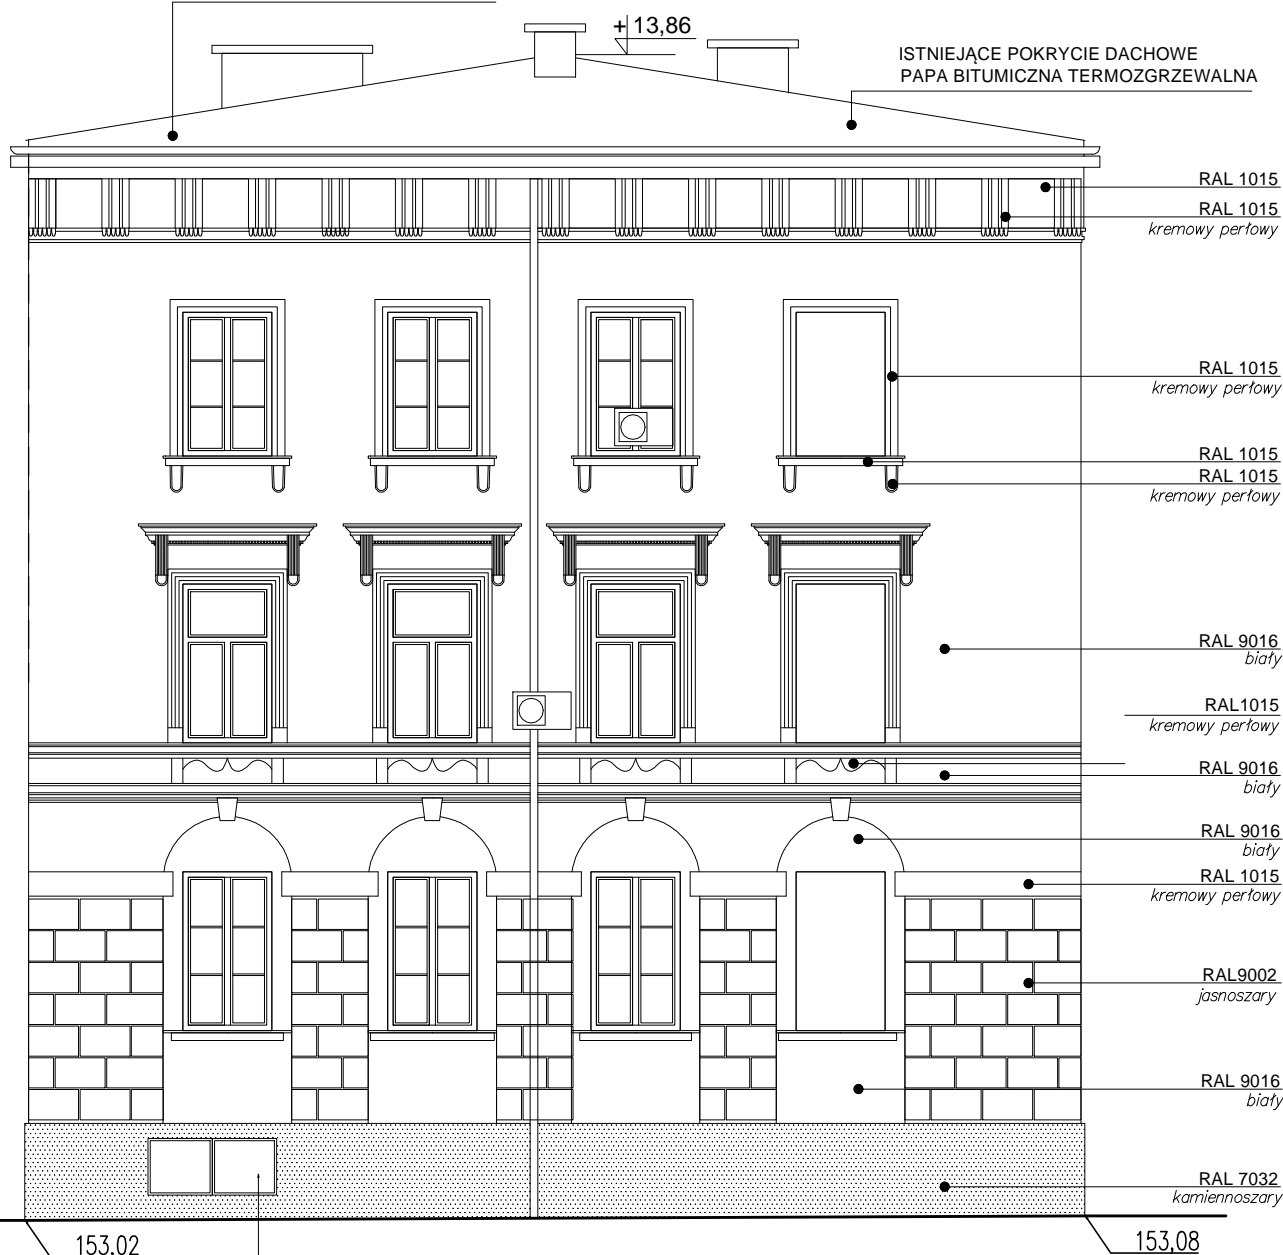 + 13,86
ISTNIEJĄCE POKRYCIE DACHOWE
PAPA BITUMICZNA TERMOZGRZEWALNA
RAL 1015
RAL 1015
kremowy perłowy
RAL 1015
kremowy perłowy
RAL 1015
RAL 1015
kremowy perłowy
RAL 9016
biały
RAL1015
kremowy perłowy
RAL 9016
biały
RAL 9016
biały
RAL 1015
kremowy perłowy
RAL9002
jasnoszary
RAL 9016
biały
RAL 7032
kamiennoszary
153,02
153,08